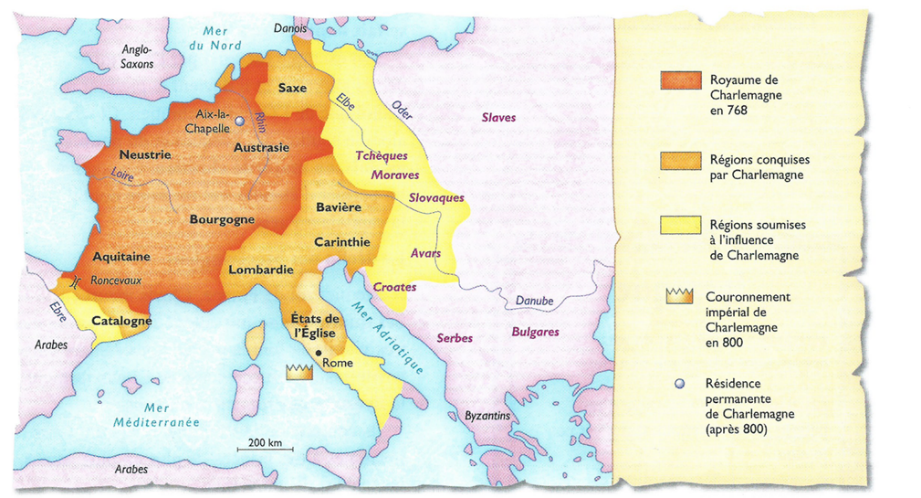 Mer
du Nord
Danois
Anglo-
Saxons
Saxe
Elbe
Oder
Aix-la-
Chapelle
Rhin
Slaves
Neustrie
Austrasie
Tchèques
Moraves
Loire
Slovaques
Bavière
Bourgogne
Carinthie
Avars
Aquitaine
Lombardie
Roncevaux
Croates
Danube
Ebre
Catalogne
États de
l'Église
Mer Adriatique
Serbes
Bulgares
Arabes
Rome
Mer
Méditerranée
Byzantins
200 km
Arabes
Royaume de
Charlemagne
en 768
Régions conquises
par Charlemagne
Régions soumises
à l'influence
de Charlemagne
Couronnement
impérial de
Charlemagne
en 800
Résidence
permanente
de Charlemagne
(après 800)